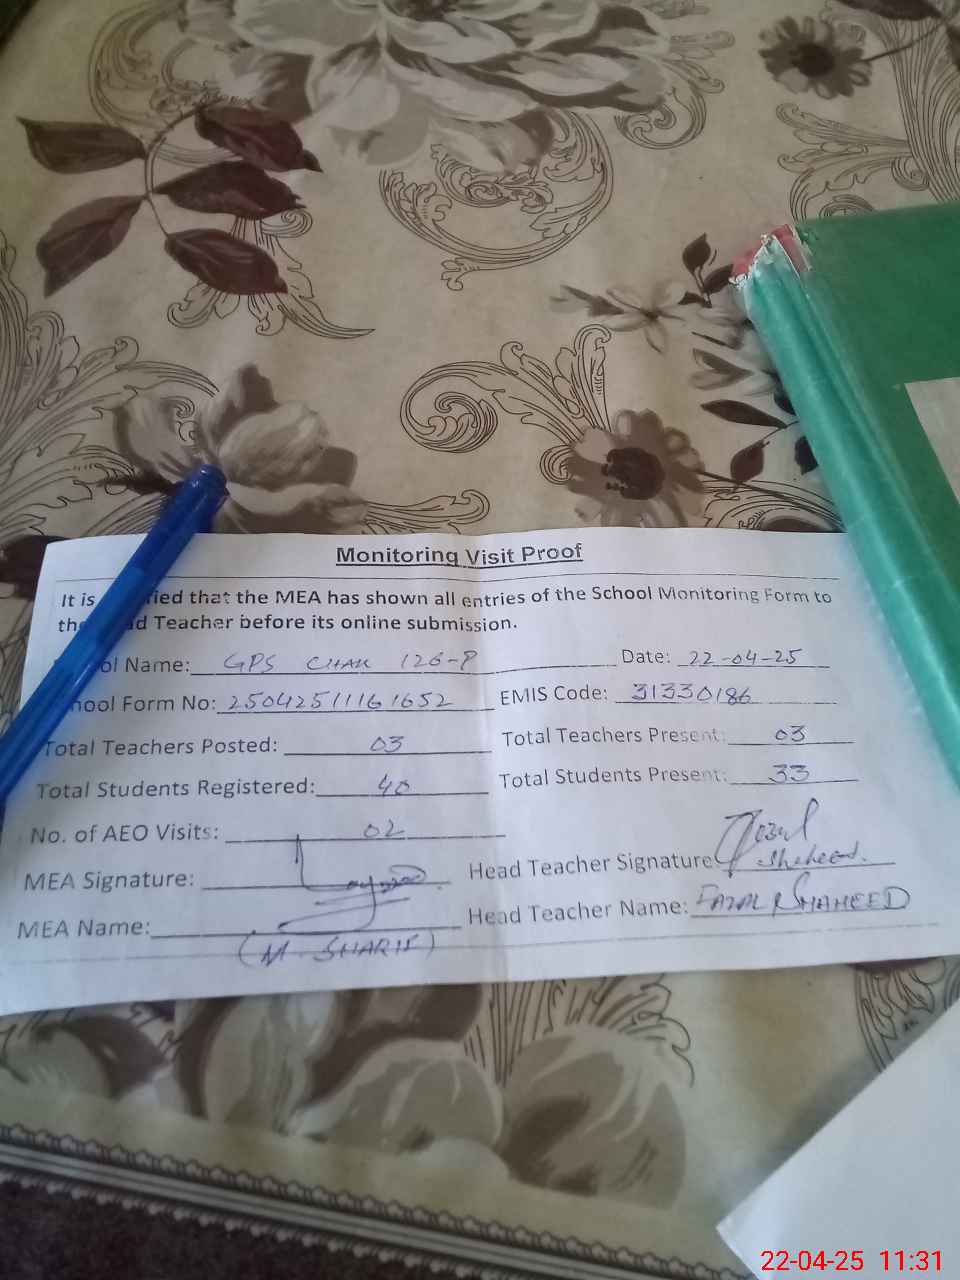 Monitoring Visit Proof
It is ried that the MEA has shown all entries of the School Monitoring Form to
the d Teacher before its online submission.
ol Name: GPS CHAK 126-P Date: 22-04-25
hool Form No: 25042511161652 EMIS Code: 31330186
Total Teachers Posted: 03 Total Teachers Present: 03
Total Students Registered: 40 Total Students Present: 33
No. of AEO Visits: 02
MEA Signature: Head Teacher Signature: Shaheed.
MEA Name: (M. SHARIF) Head Teacher Name: FAZAL SHAHEED
22-04-25 11:31